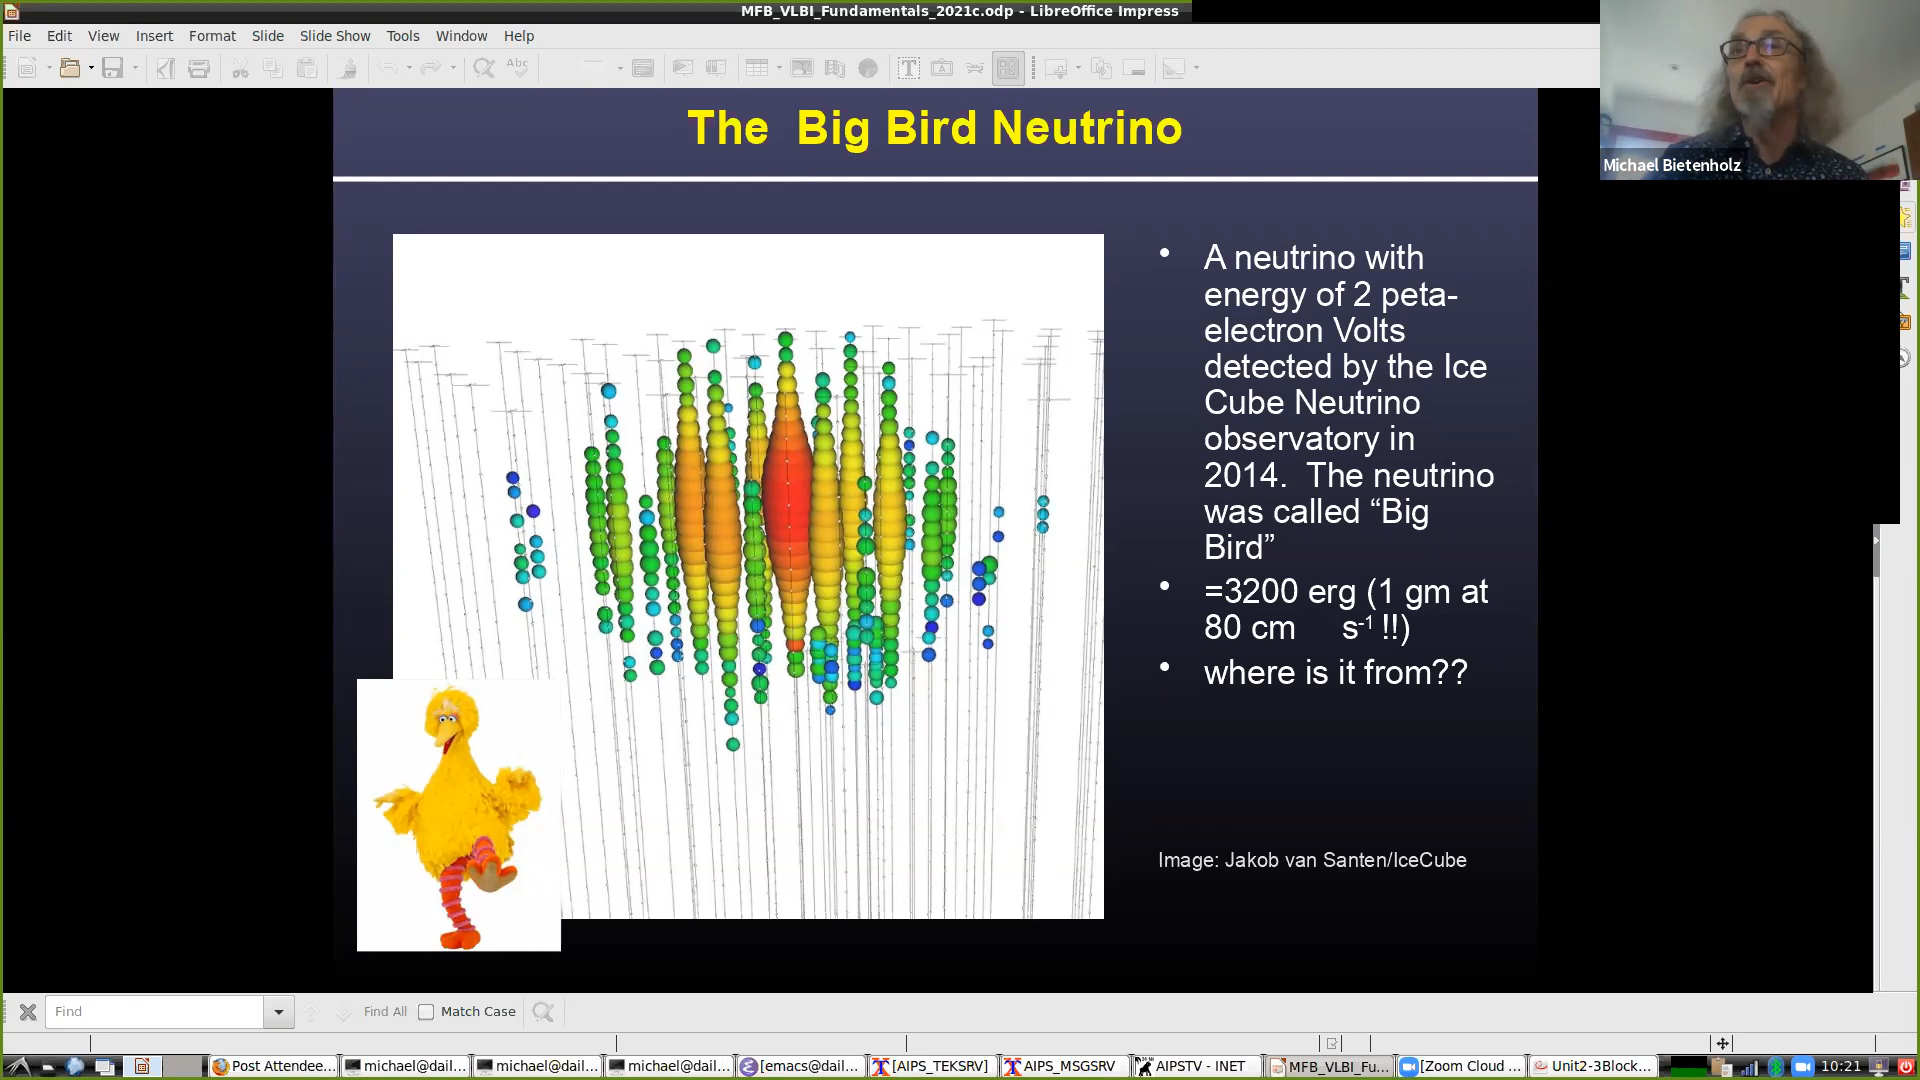 MFB_VLBI_Fundamentals_2021c.odp - LibreOffice Impress
File Edit View Insert Format Slide Slide Show Tools Window Help
Abc
Michael Bietenholz
The Big Bird Neutrino
• A neutrino with
energy of 2 peta-
electron Volts
detected by the Ice
Cube Neutrino
observatory in
2014. The neutrino
was called “Big
Bird”
• =3200 erg (1 gm at
80 cm s-1 !!)
• where is it from??
Image: Jakob van Santen/IceCube
Find Find All Match Case
Post Attendee... michael@dail... michael@dail... michael@dail... [emacs@dail... [AIPS_TEKSRV] AIPS_MSGSRV AIPSTV - INET MFB_VLBI_Fu... [Zoom Cloud ... Unit2-3Block... 10:21